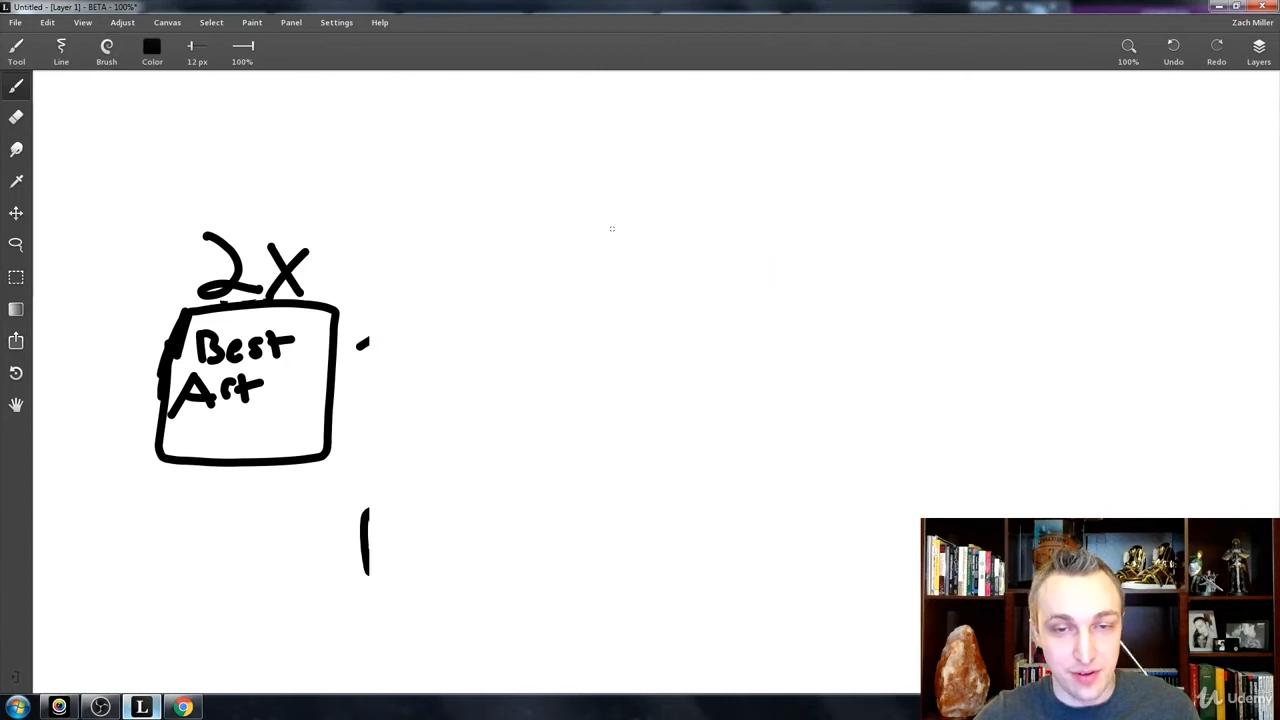 Untitled - [Layer 1] - BETA - 100%*
File Edit View Adjust Canvas Select Paint Panel Settings Help
Zach Miller
Tool Line Brush Color 12 px 100%
100% Undo Redo Layers
2X
Best
Art
L
Udemy